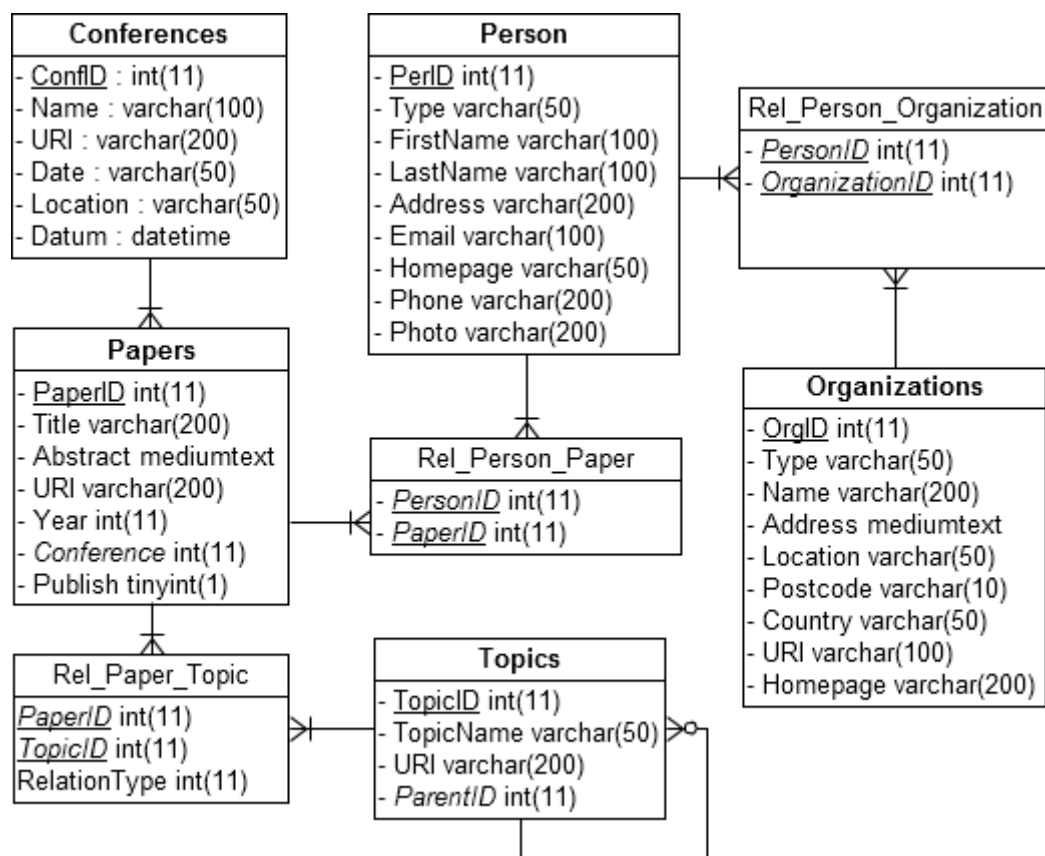 Conferences
- ConfID : int(11)
- Name : varchar(100)
- URI : varchar(200)
- Date : varchar(50)
- Location : varchar(50)
- Datum : datetime
Person
- PerID int(11)
- Type varchar(50)
- FirstName varchar(100)
- LastName varchar(100)
- Address varchar(200)
- Email varchar(100)
- Homepage varchar(50)
- Phone varchar(200)
- Photo varchar(200)
Rel_Person_Organization
- PersonID int(11)
- OrganizationID int(11)
Papers
- PaperID int(11)
- Title varchar(200)
- Abstract mediumtext
- URI varchar(200)
- Year int(11)
- Conference int(11)
- Publish tinyint(1)
Rel_Person_Paper
- PersonID int(11)
- PaperID int(11)
Organizations
- OrgID int(11)
- Type varchar(50)
- Name varchar(200)
- Address mediumtext
- Location varchar(50)
- Postcode varchar(10)
- Country varchar(50)
- URI varchar(100)
- Homepage varchar(200)
Rel_Paper_Topic
PaperID int(11)
TopicID int(11)
RelationType int(11)
Topics
- TopicID int(11)
- TopicName varchar(50)
- URI varchar(200)
- ParentID int(11)